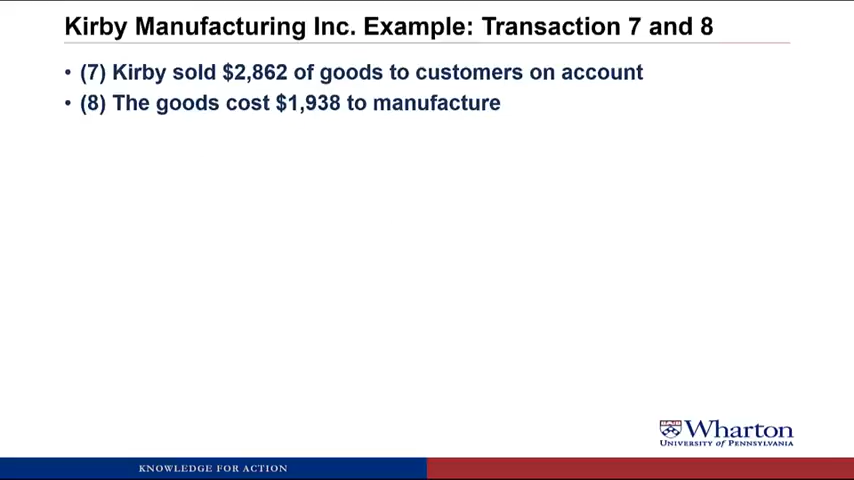 Kirby Manufacturing Inc. Example: Transaction 7 and 8
• (7) Kirby sold $2,862 of goods to customers on account
• (8) The goods cost $1,938 to manufacture
Wharton
UNIVERSITY of PENNSYLVANIA
KNOWLEDGE FOR ACTION